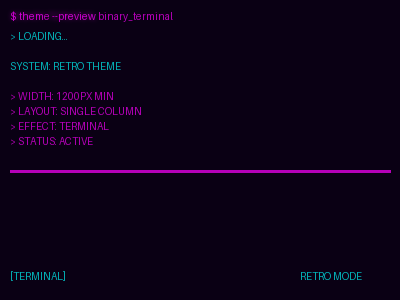 $ theme--preview binary_terminal
> LOADING...
SYSTEM: RETRO THEME
> WIDTH: 1200PX MIN
> LAYOUT: SINGLE COLUMN
> EFFECT: TERMINAL
> STATUS: ACTIVE
[TERMINAL]
RETRO MODE